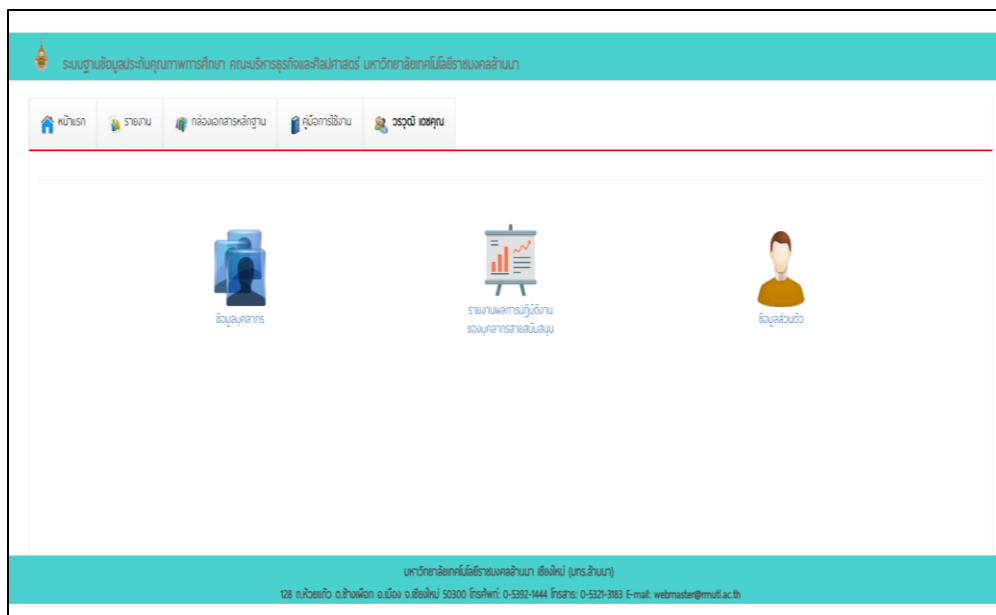 ระบบฐานข้อมูลประกันคุณภาพการศึกษา คณะบริหารธุรกิจและศิลปศาสตร์ มหาวิทยาลัยเทคโนโลยีราชมงคลล้านนา
หน้าแรก รายงาน กล่องเอกสารหลักฐาน คู่มือการใช้งาน วรวุฒิ เดชคุณ
ข้อมูลบุคลากร
รายงานผลการปฏิบัติงาน
ของบุคลากรสายสนับสนุน
ข้อมูลส่วนตัว
มหาวิทยาลัยเทคโนโลยีราชมงคลล้านนา เชียงใหม่ (มทร.ล้านนา)
128 ถ.ห้วยแก้ว ต.ช้างเผือก อ.เมือง จ.เชียงใหม่ 50300 โทรศัพท์: 0-5392-1444 โทรสาร: 0-5321-3183 E-mail: webmaster@rmutl.ac.th